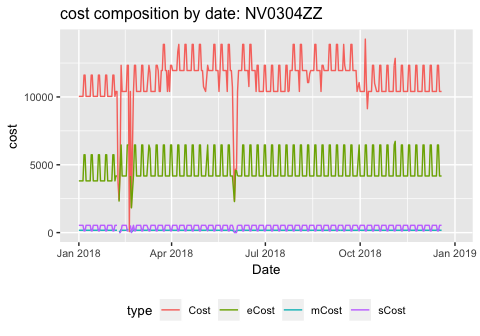 cost composition by date: NV0304ZZ
cost
10000
5000
0
Jan 2018 Apr 2018 Jul 2018 Oct 2018 Jan 2019
Date
type Cost eCost mCost sCost